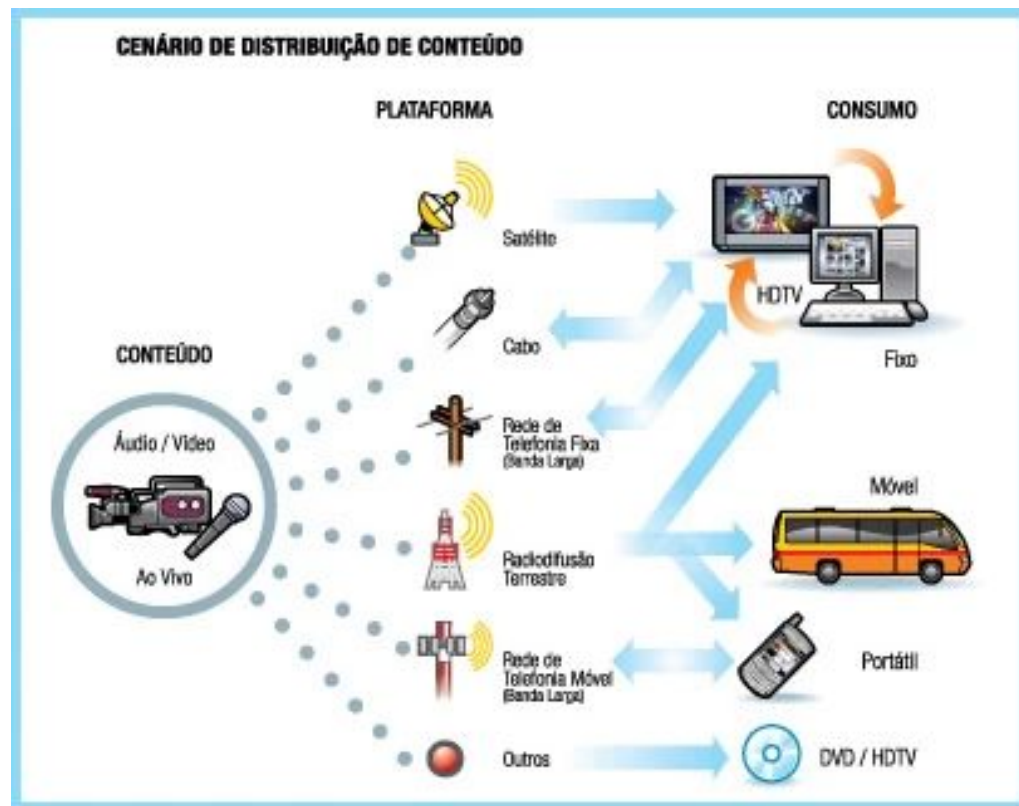 CENÁRIO DE DISTRIBUIÇÃO DE CONTEÚDO
PLATAFORMA
CONSUMO
Satélite
HDTV
Cabo
Fixo
CONTEÚDO
Áudio / Vídeo
Ao Vivo
Rede de
Telefonia Fixa
(Banda Larga)
Móvel
Radiodifusão
Terrestre
Rede de
Telefonia Móvel
(Banda Larga)
Portátil
Outros
DVD / HDTV